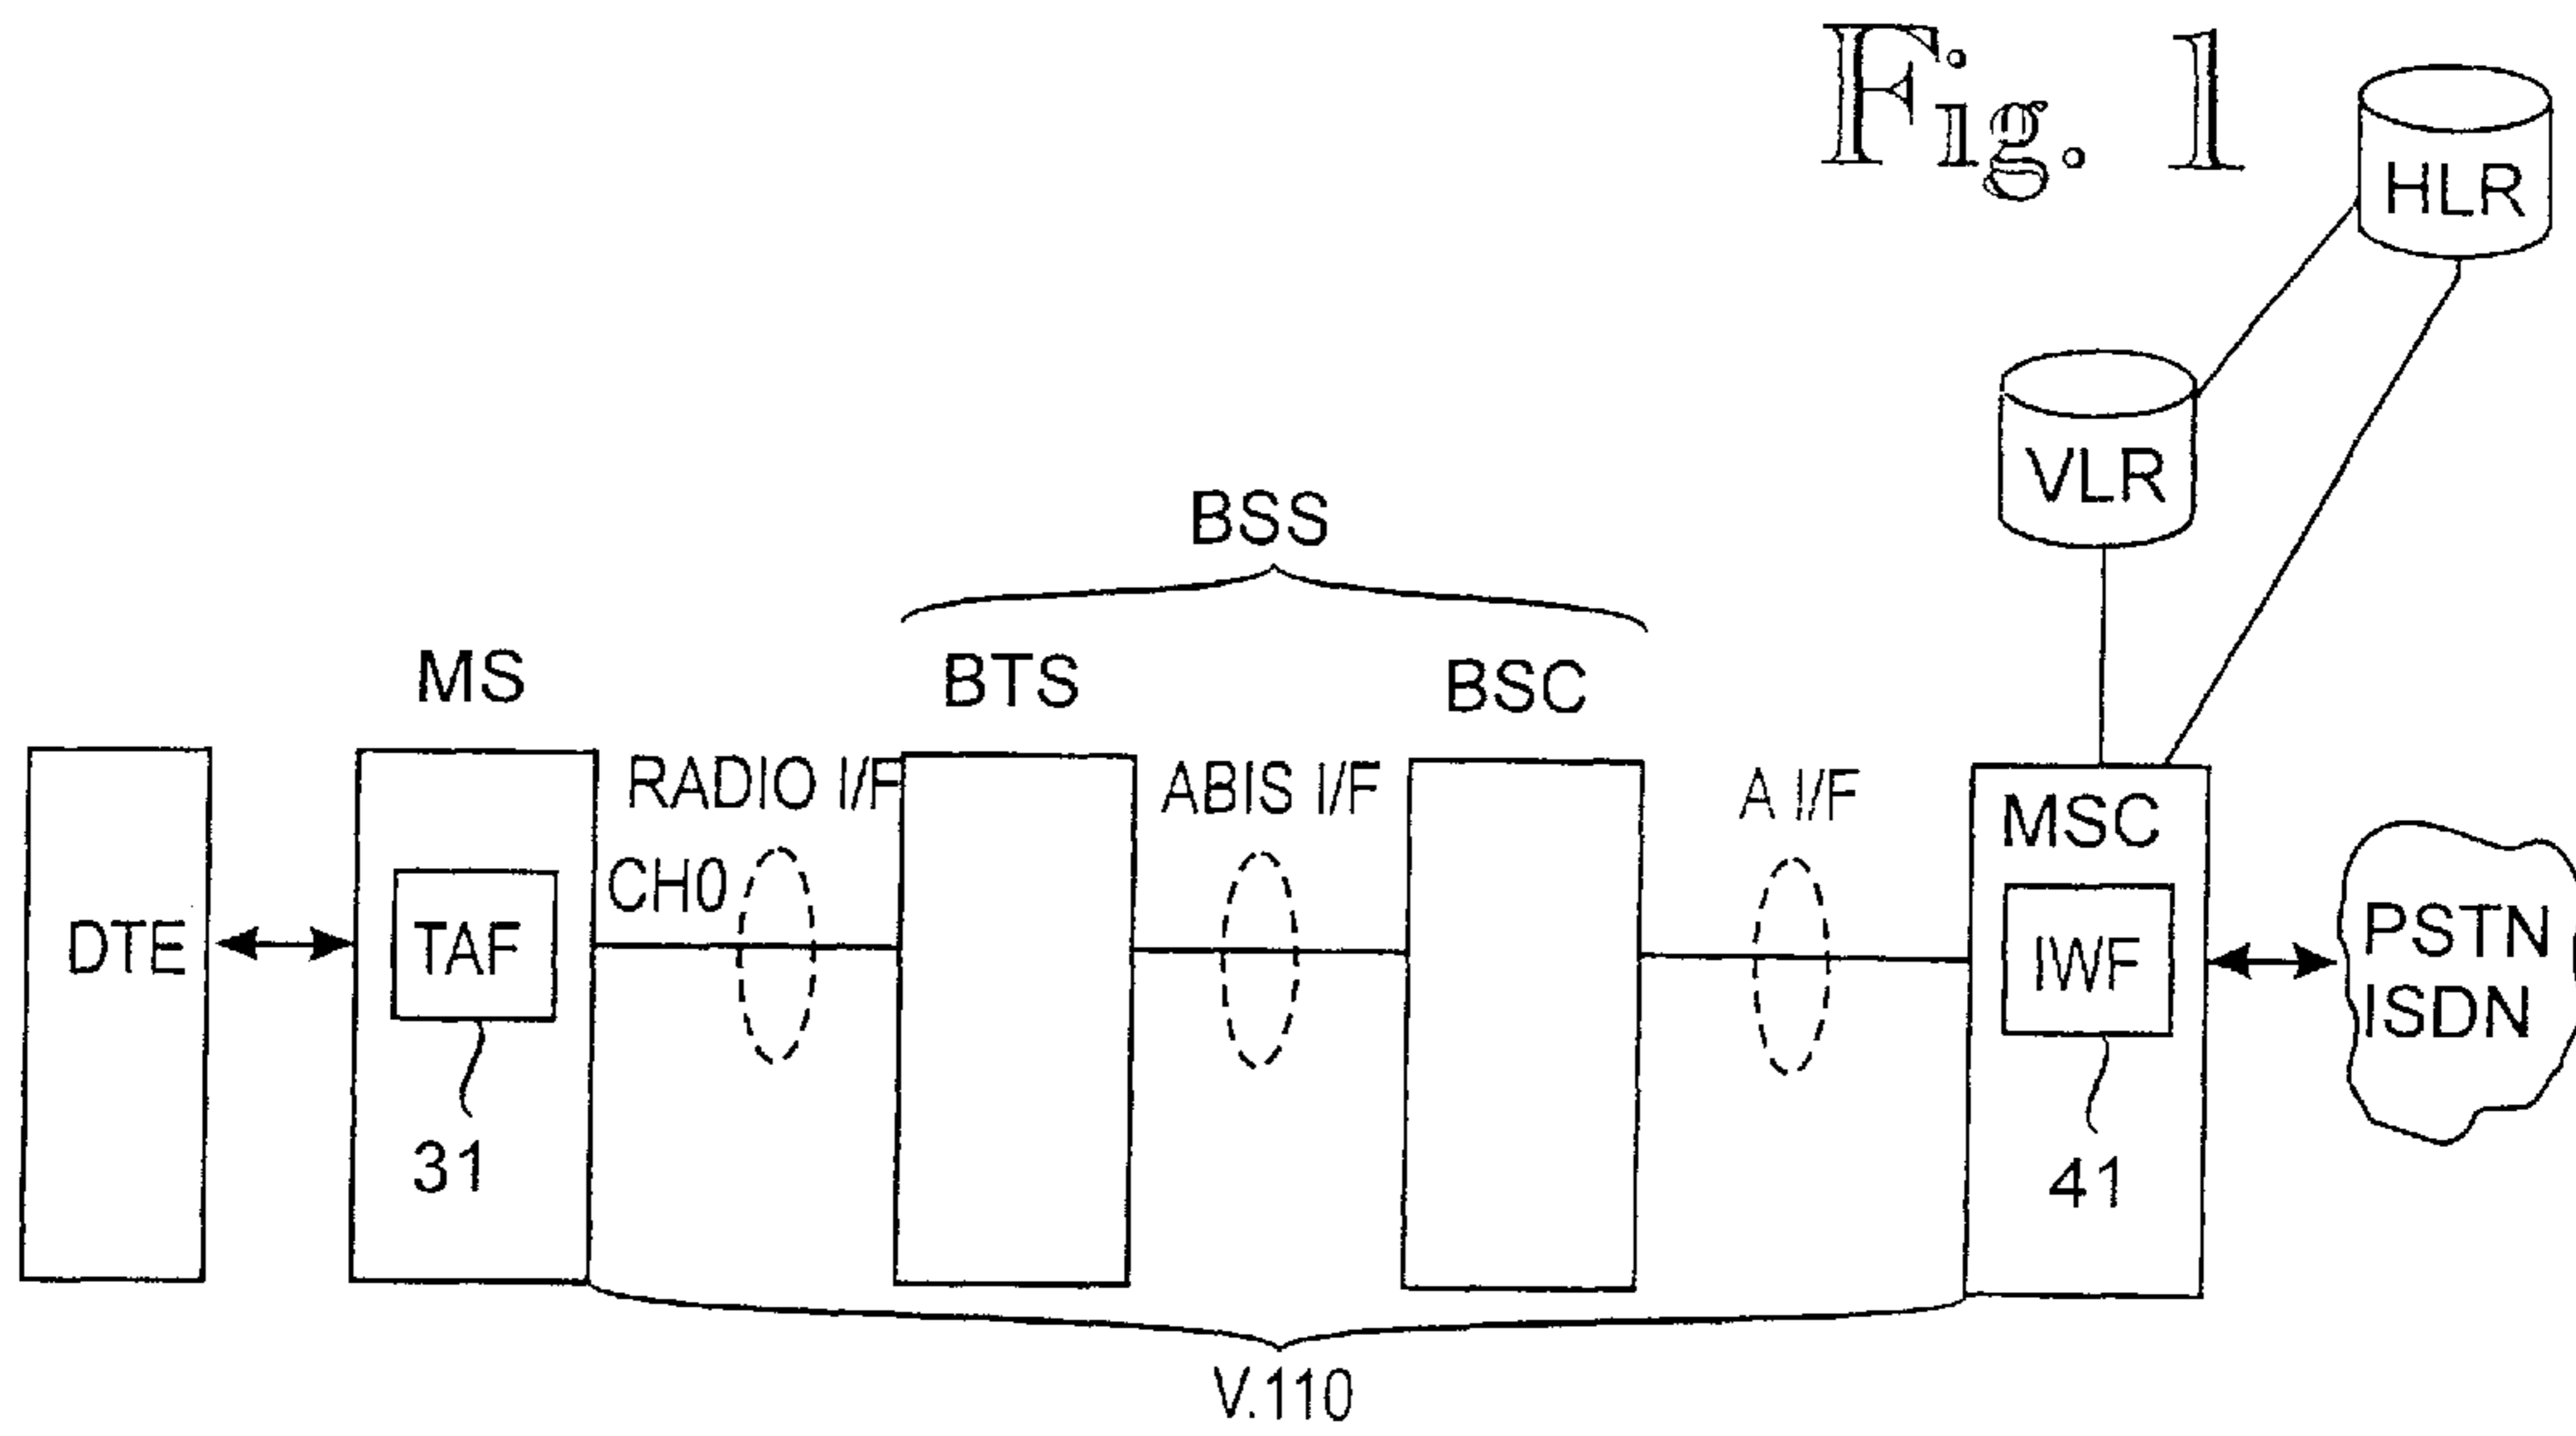 Fig. 1
HLR
VLR
BSS
MS
BTS
BSC
RADIO I/F
ABIS I/F
A I/F
MSC
CH0
DTE
TAF
IWF
PSTN
ISDN
31
41
V.110